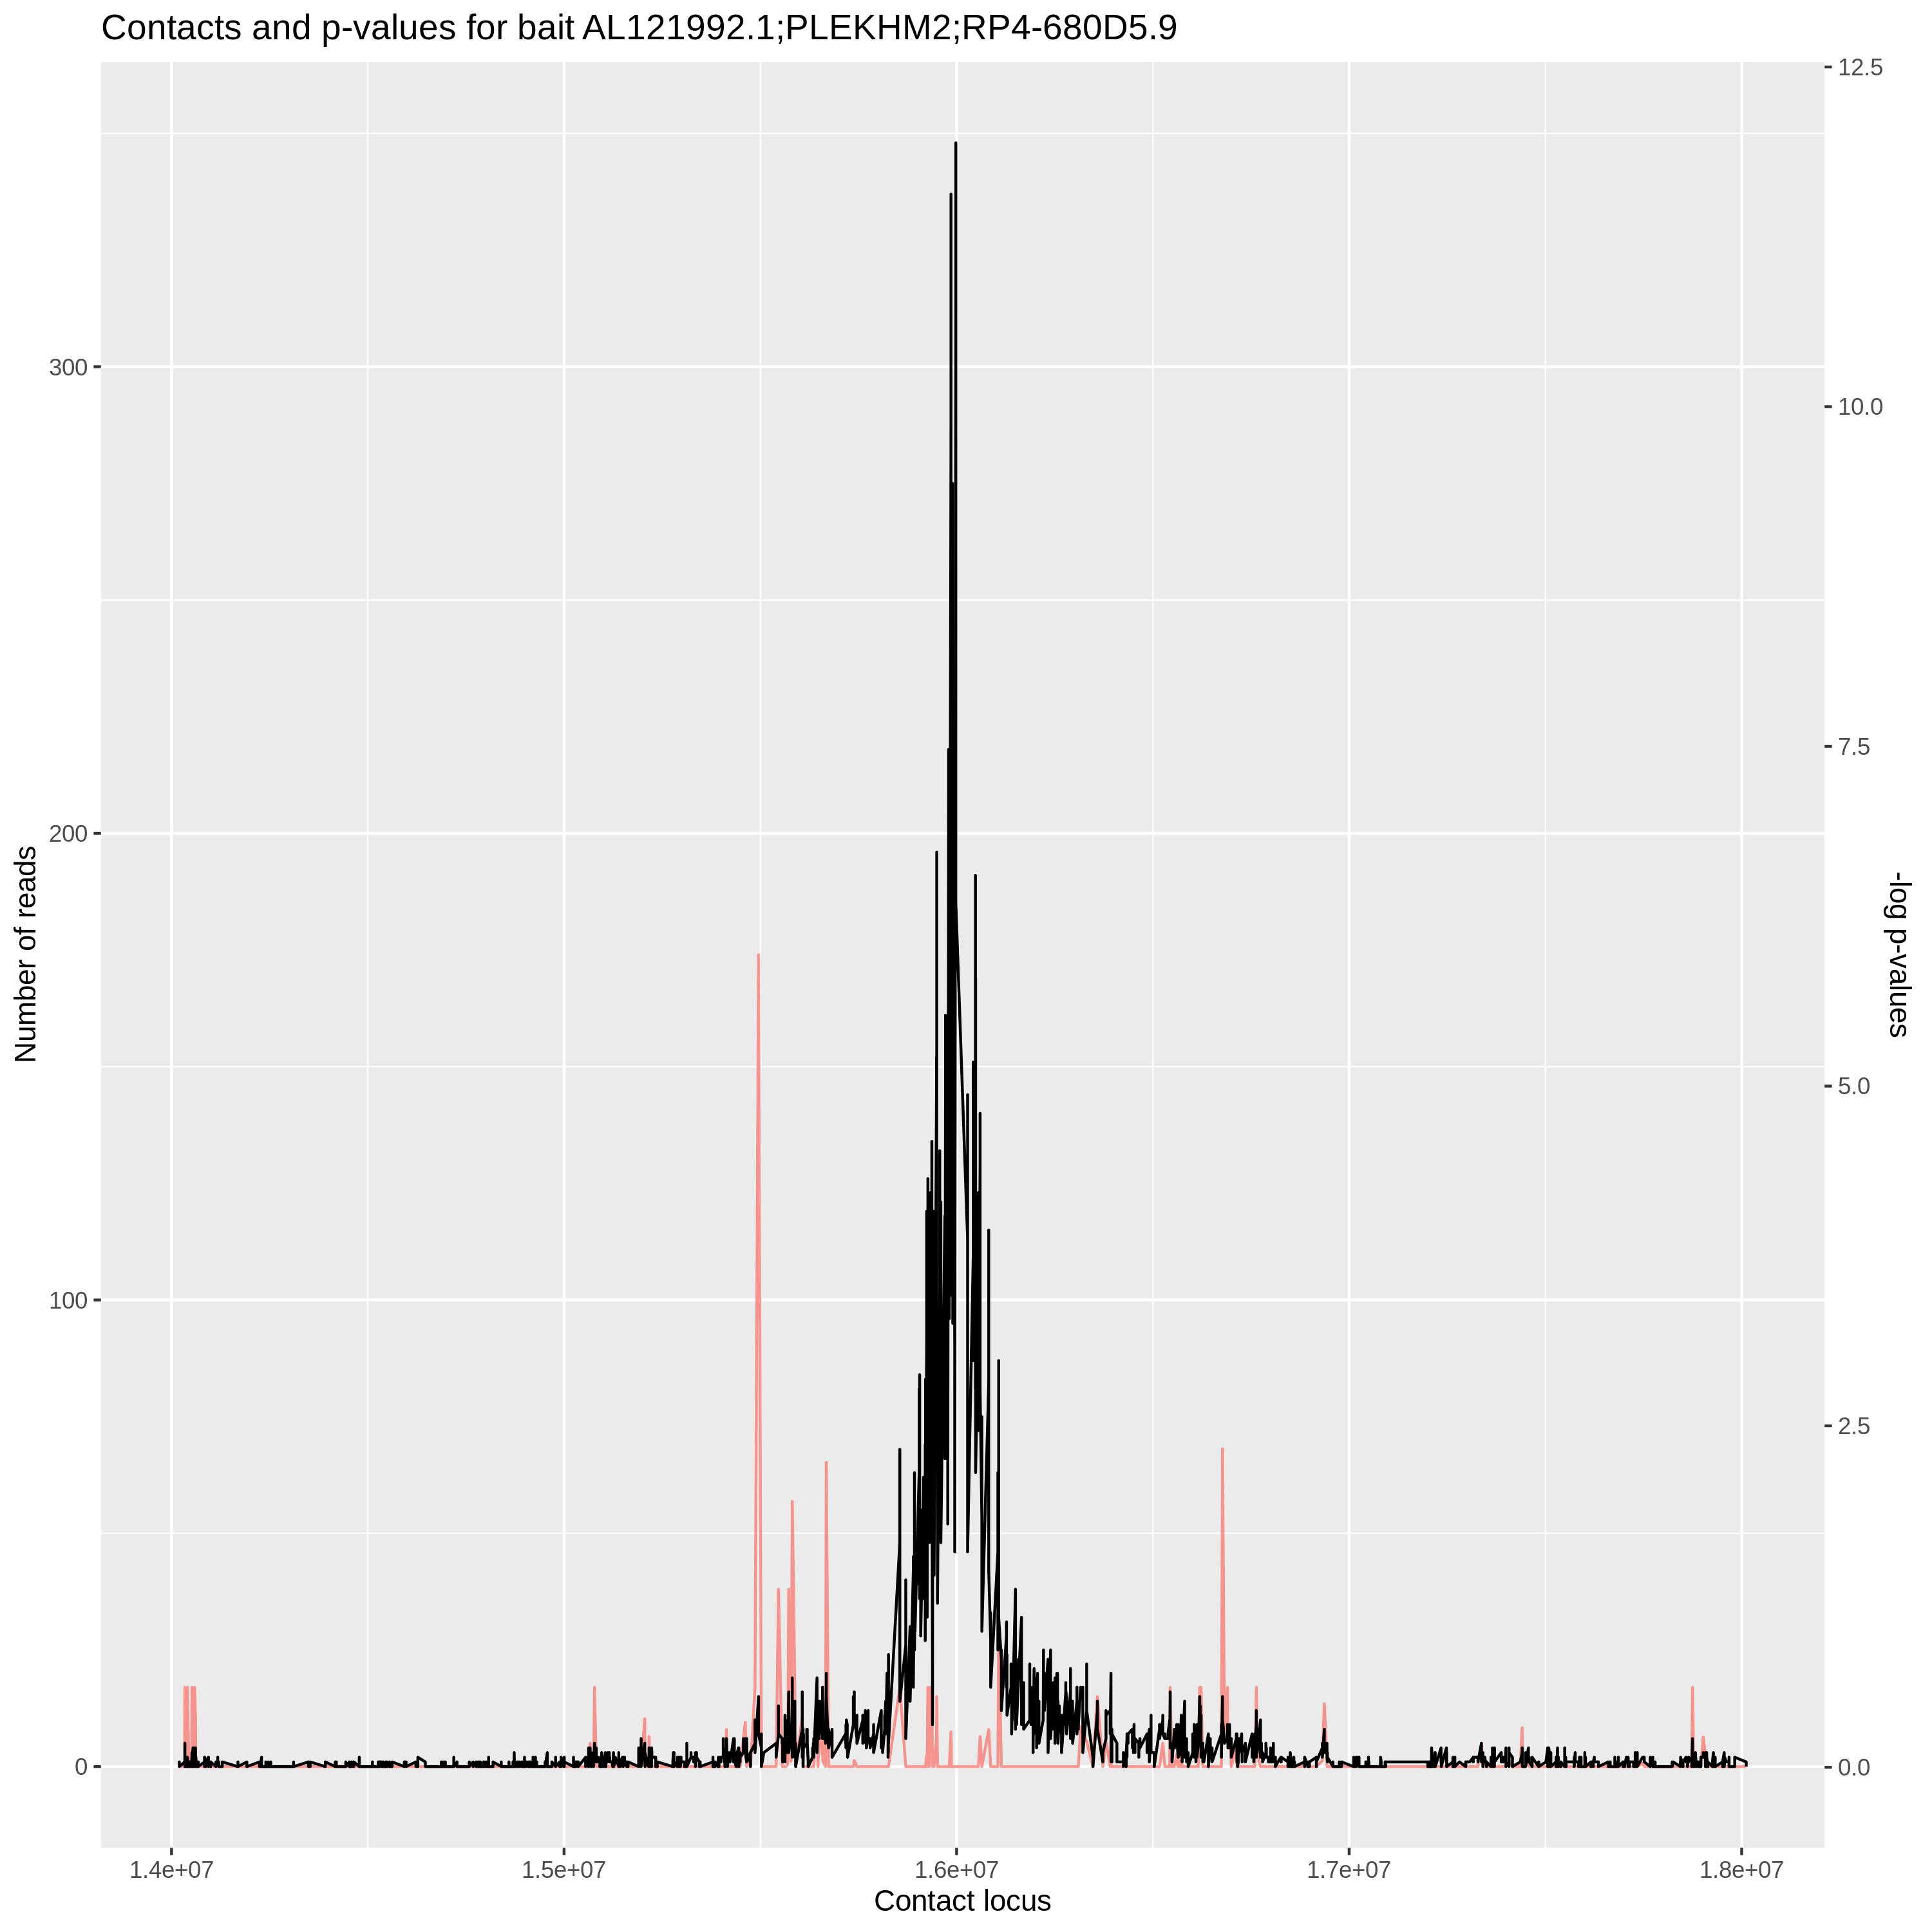 Contacts and p-values for bait AL121992.1;PLEKHM2;RP4-680D5.9
Number of reads
300
200
100
0
12.5
10.0
7.5
5.0
2.5
0.0
-log p-values
1.4e+07
1.5e+07
1.6e+07
1.7e+07
1.8e+07
Contact locus